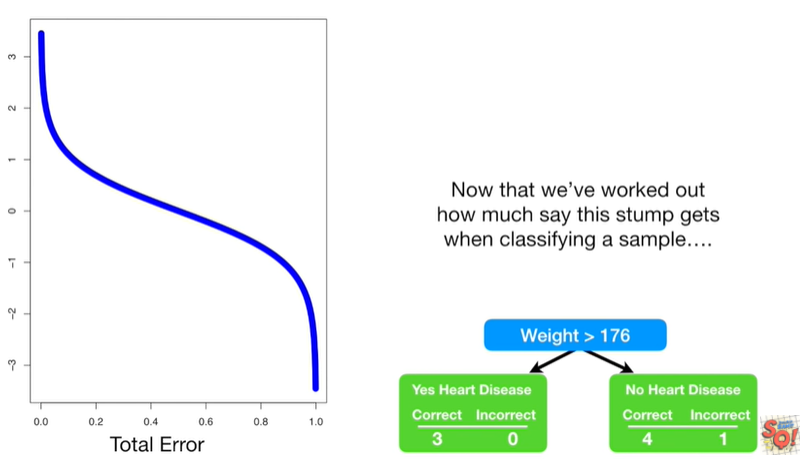 3
2
1
0
-1
-2
-3
0.0 0.2 0.4 0.6 0.8 1.0
Total Error
Now that we've worked out
how much say this stump gets
when classifying a sample....
Weight > 176
Yes Heart Disease
Correct Incorrect
3 0
No Heart Disease
Correct Incorrect
4 1
SQ!